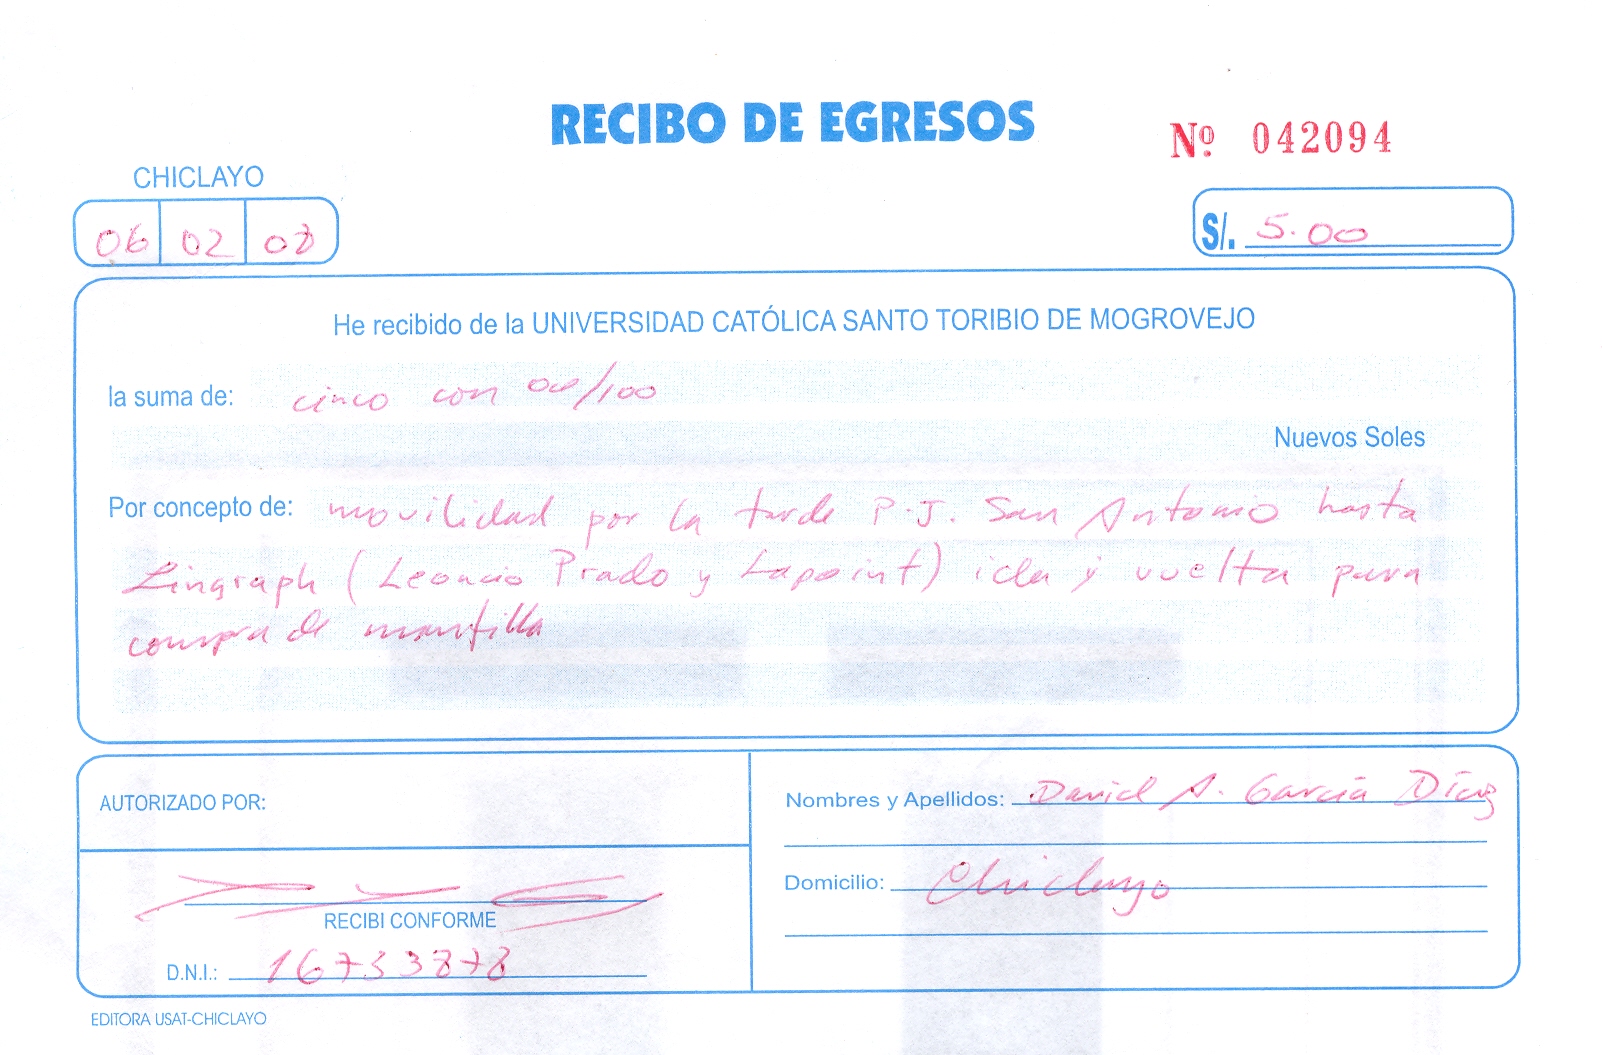 RECIBO DE EGRESOS
Nº 042094
CHICLAYO
06 02 08
S/. 5.00
He recibido de la UNIVERSIDAD CATÓLICA SANTO TORIBIO DE MOGROVEJO
la suma de: cinco con 00/100
Nuevos Soles
Por concepto de: movilidad por la tarde P.J. San Antonio hasta
Lingraph (Leoncio Prado y Lapoint) ida y vuelta para
compra de
AUTORIZADO POR:
Nombres y Apellidos: David A. García Díaz
Domicilio: Chiclayo
RECIBI CONFORME
D.N.I.: 16733878
EDITORA USAT-CHICLAYO